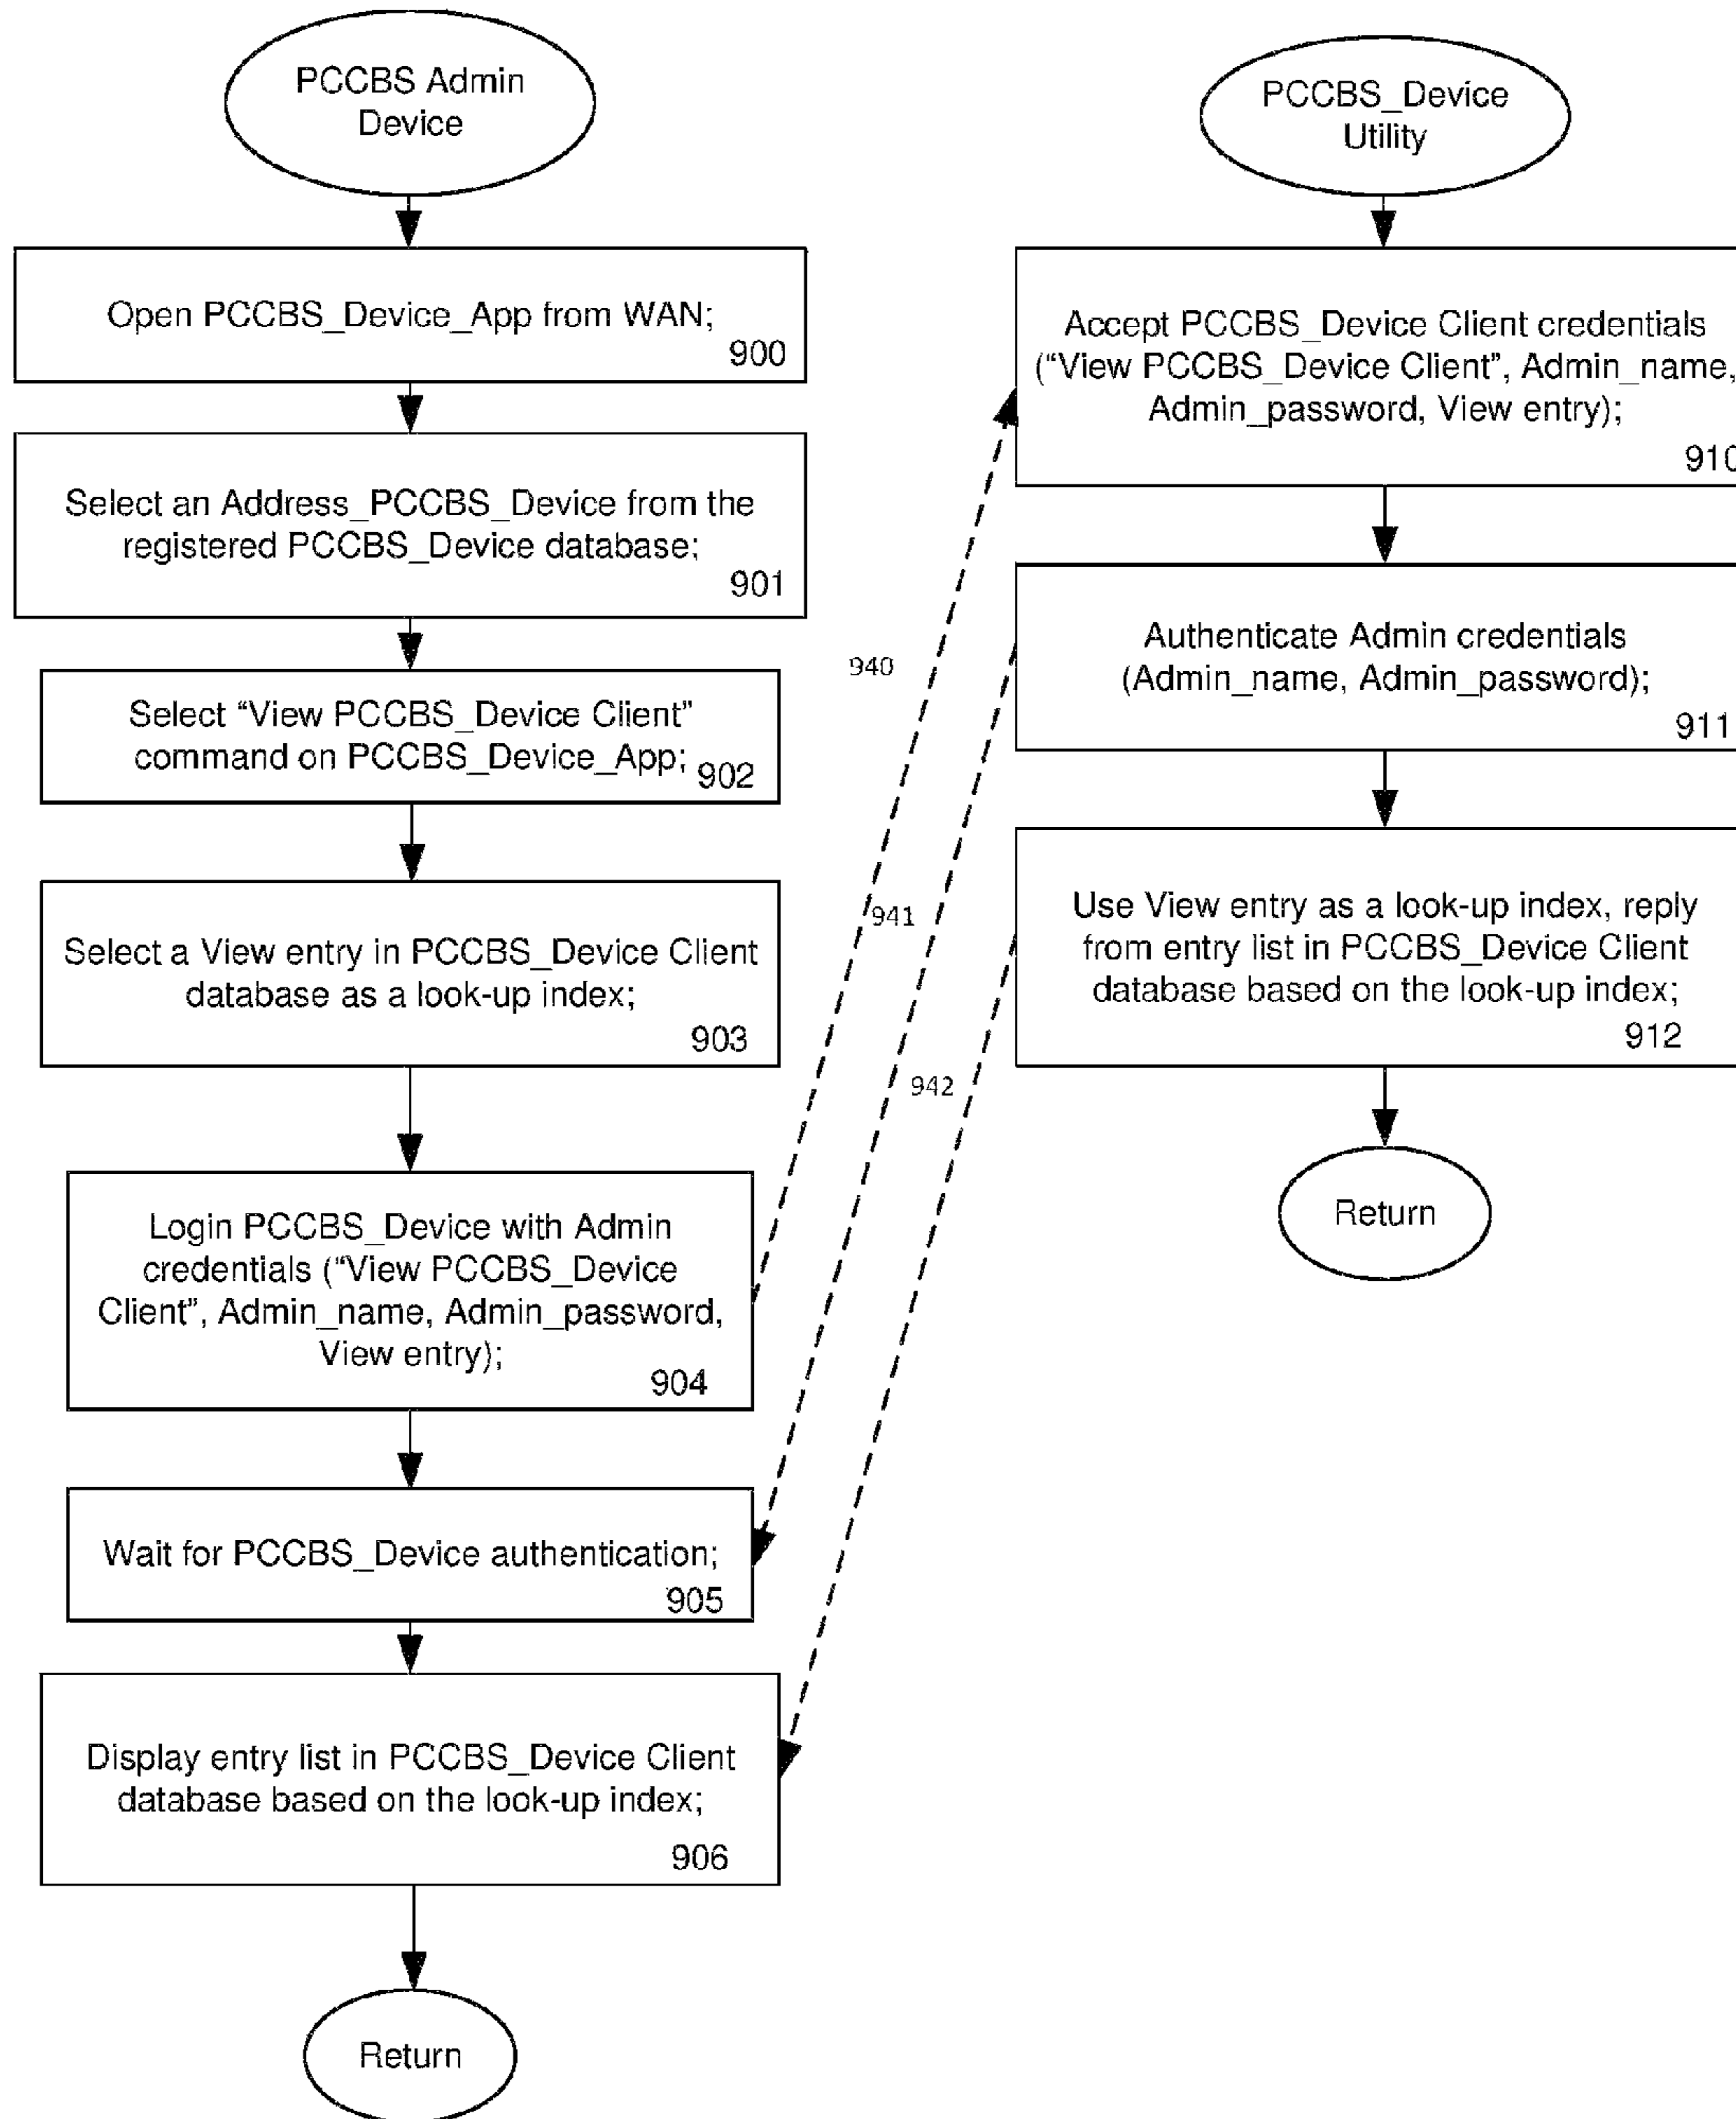 PCCBS Admin
Device
Open PCCBS_Device_App from WAN;
900
Select an Address_PCCBS_Device from the
registered PCCBS_Device database;
901
Select “View PCCBS_Device Client”
command on PCCBS_Device_App;
902
Select a View entry in PCCBS_Device Client
database as a look-up index;
903
Login PCCBS_Device with Admin
credentials (“View PCCBS_Device
Client”, Admin_name, Admin_password,
View entry);
904
Wait for PCCBS_Device authentication;
905
Display entry list in PCCBS_Device Client
database based on the look-up index;
906
Return
940
941
942
PCCBS_Device
Utility
Accept PCCBS_Device Client credentials
(“View PCCBS_Device Client”, Admin_name,
Admin_password, View entry);
910
Authenticate Admin credentials
(Admin_name, Admin_password);
911
Use View entry as a look-up index, reply
from entry list in PCCBS_Device Client
database based on the look-up index;
912
Return